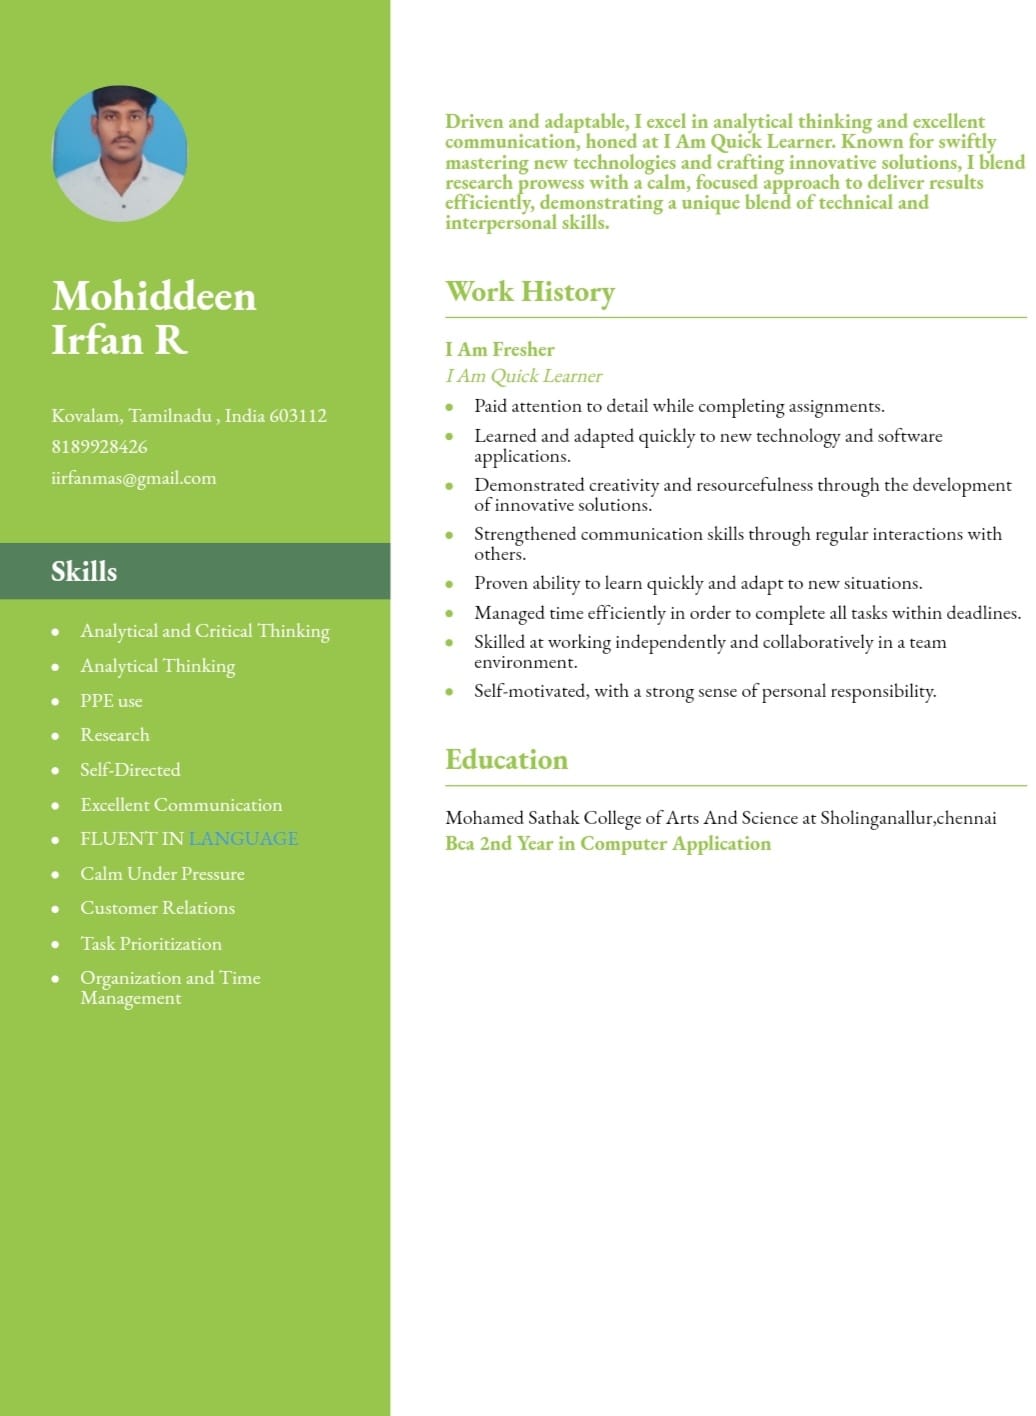 Mohiddeen
Irfan R
Kovalam, Tamilnadu , India 603112
8189928426
iirfanmas@gmail.com
Skills
Analytical and Critical Thinking
Analytical Thinking
PPE use
Research
Self-Directed
Excellent Communication
FLUENT IN LANGUAGE
Calm Under Pressure
Customer Relations
Task Prioritization
Organization and Time
Management
Driven and adaptable, I excel in analytical thinking and excellent
communication, honed at I Am Quick Learner. Known for swiftly
mastering new technologies and crafting innovative solutions, I blend
research prowess with a calm, focused approach to deliver results
efficiently, demonstrating a unique blend of technical and
interpersonal skills.
Work History
I Am Fresher
I Am Quick Learner
Paid attention to detail while completing assignments.
Learned and adapted quickly to new technology and software
applications.
Demonstrated creativity and resourcefulness through the development
of innovative solutions.
Strengthened communication skills through regular interactions with
others.
Proven ability to learn quickly and adapt to new situations.
Managed time efficiently in order to complete all tasks within deadlines.
Skilled at working independently and collaboratively in a team
environment.
Self-motivated, with a strong sense of personal responsibility.
Education
Mohamed Sathak College of Arts And Science at Sholinganallur,chennai
Bca 2nd Year in Computer Application